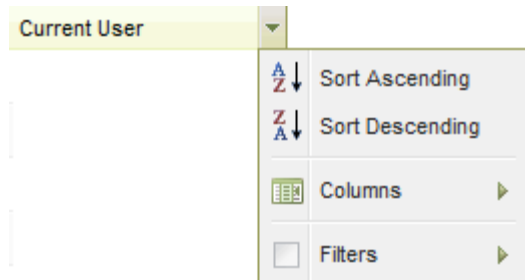 Current User
Sort Ascending
Sort Descending
Columns
Filters